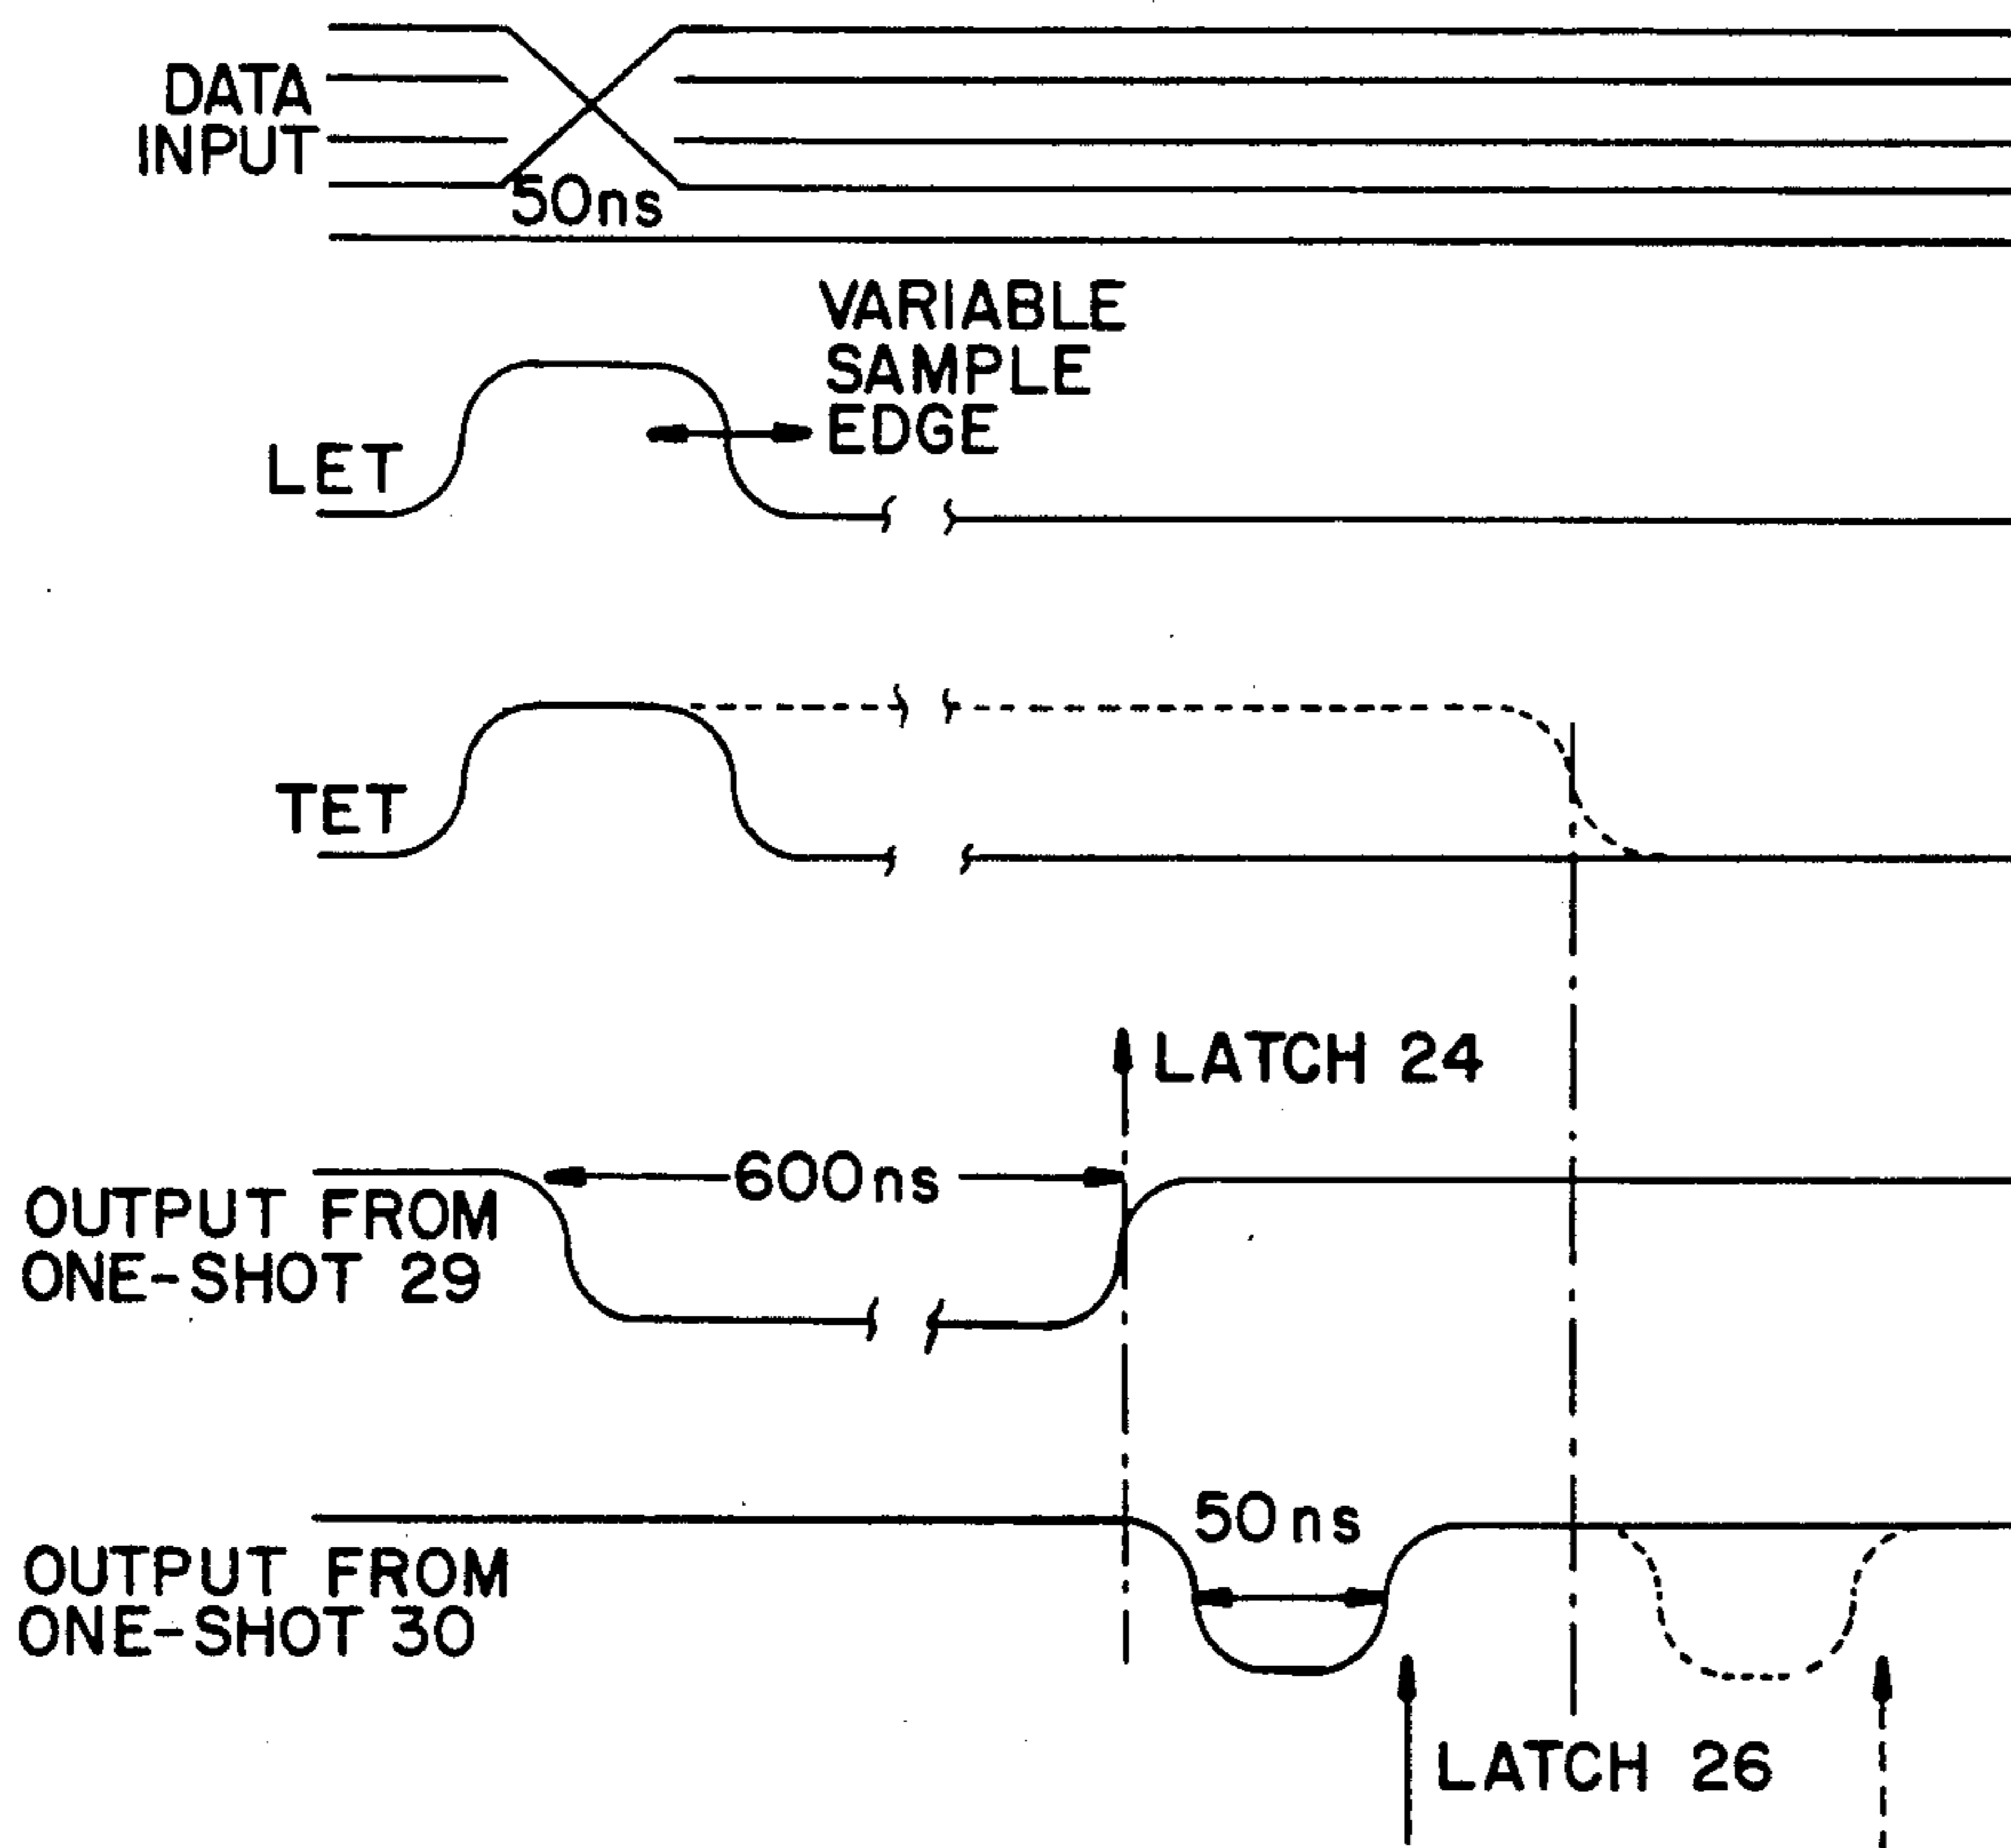 DATA
INPUT
50ns
VARIABLE
SAMPLE
EDGE
LET
TET
LATCH 24
600ns
OUTPUT FROM
ONE-SHOT 29
50ns
OUTPUT FROM
ONE-SHOT 30
LATCH 26